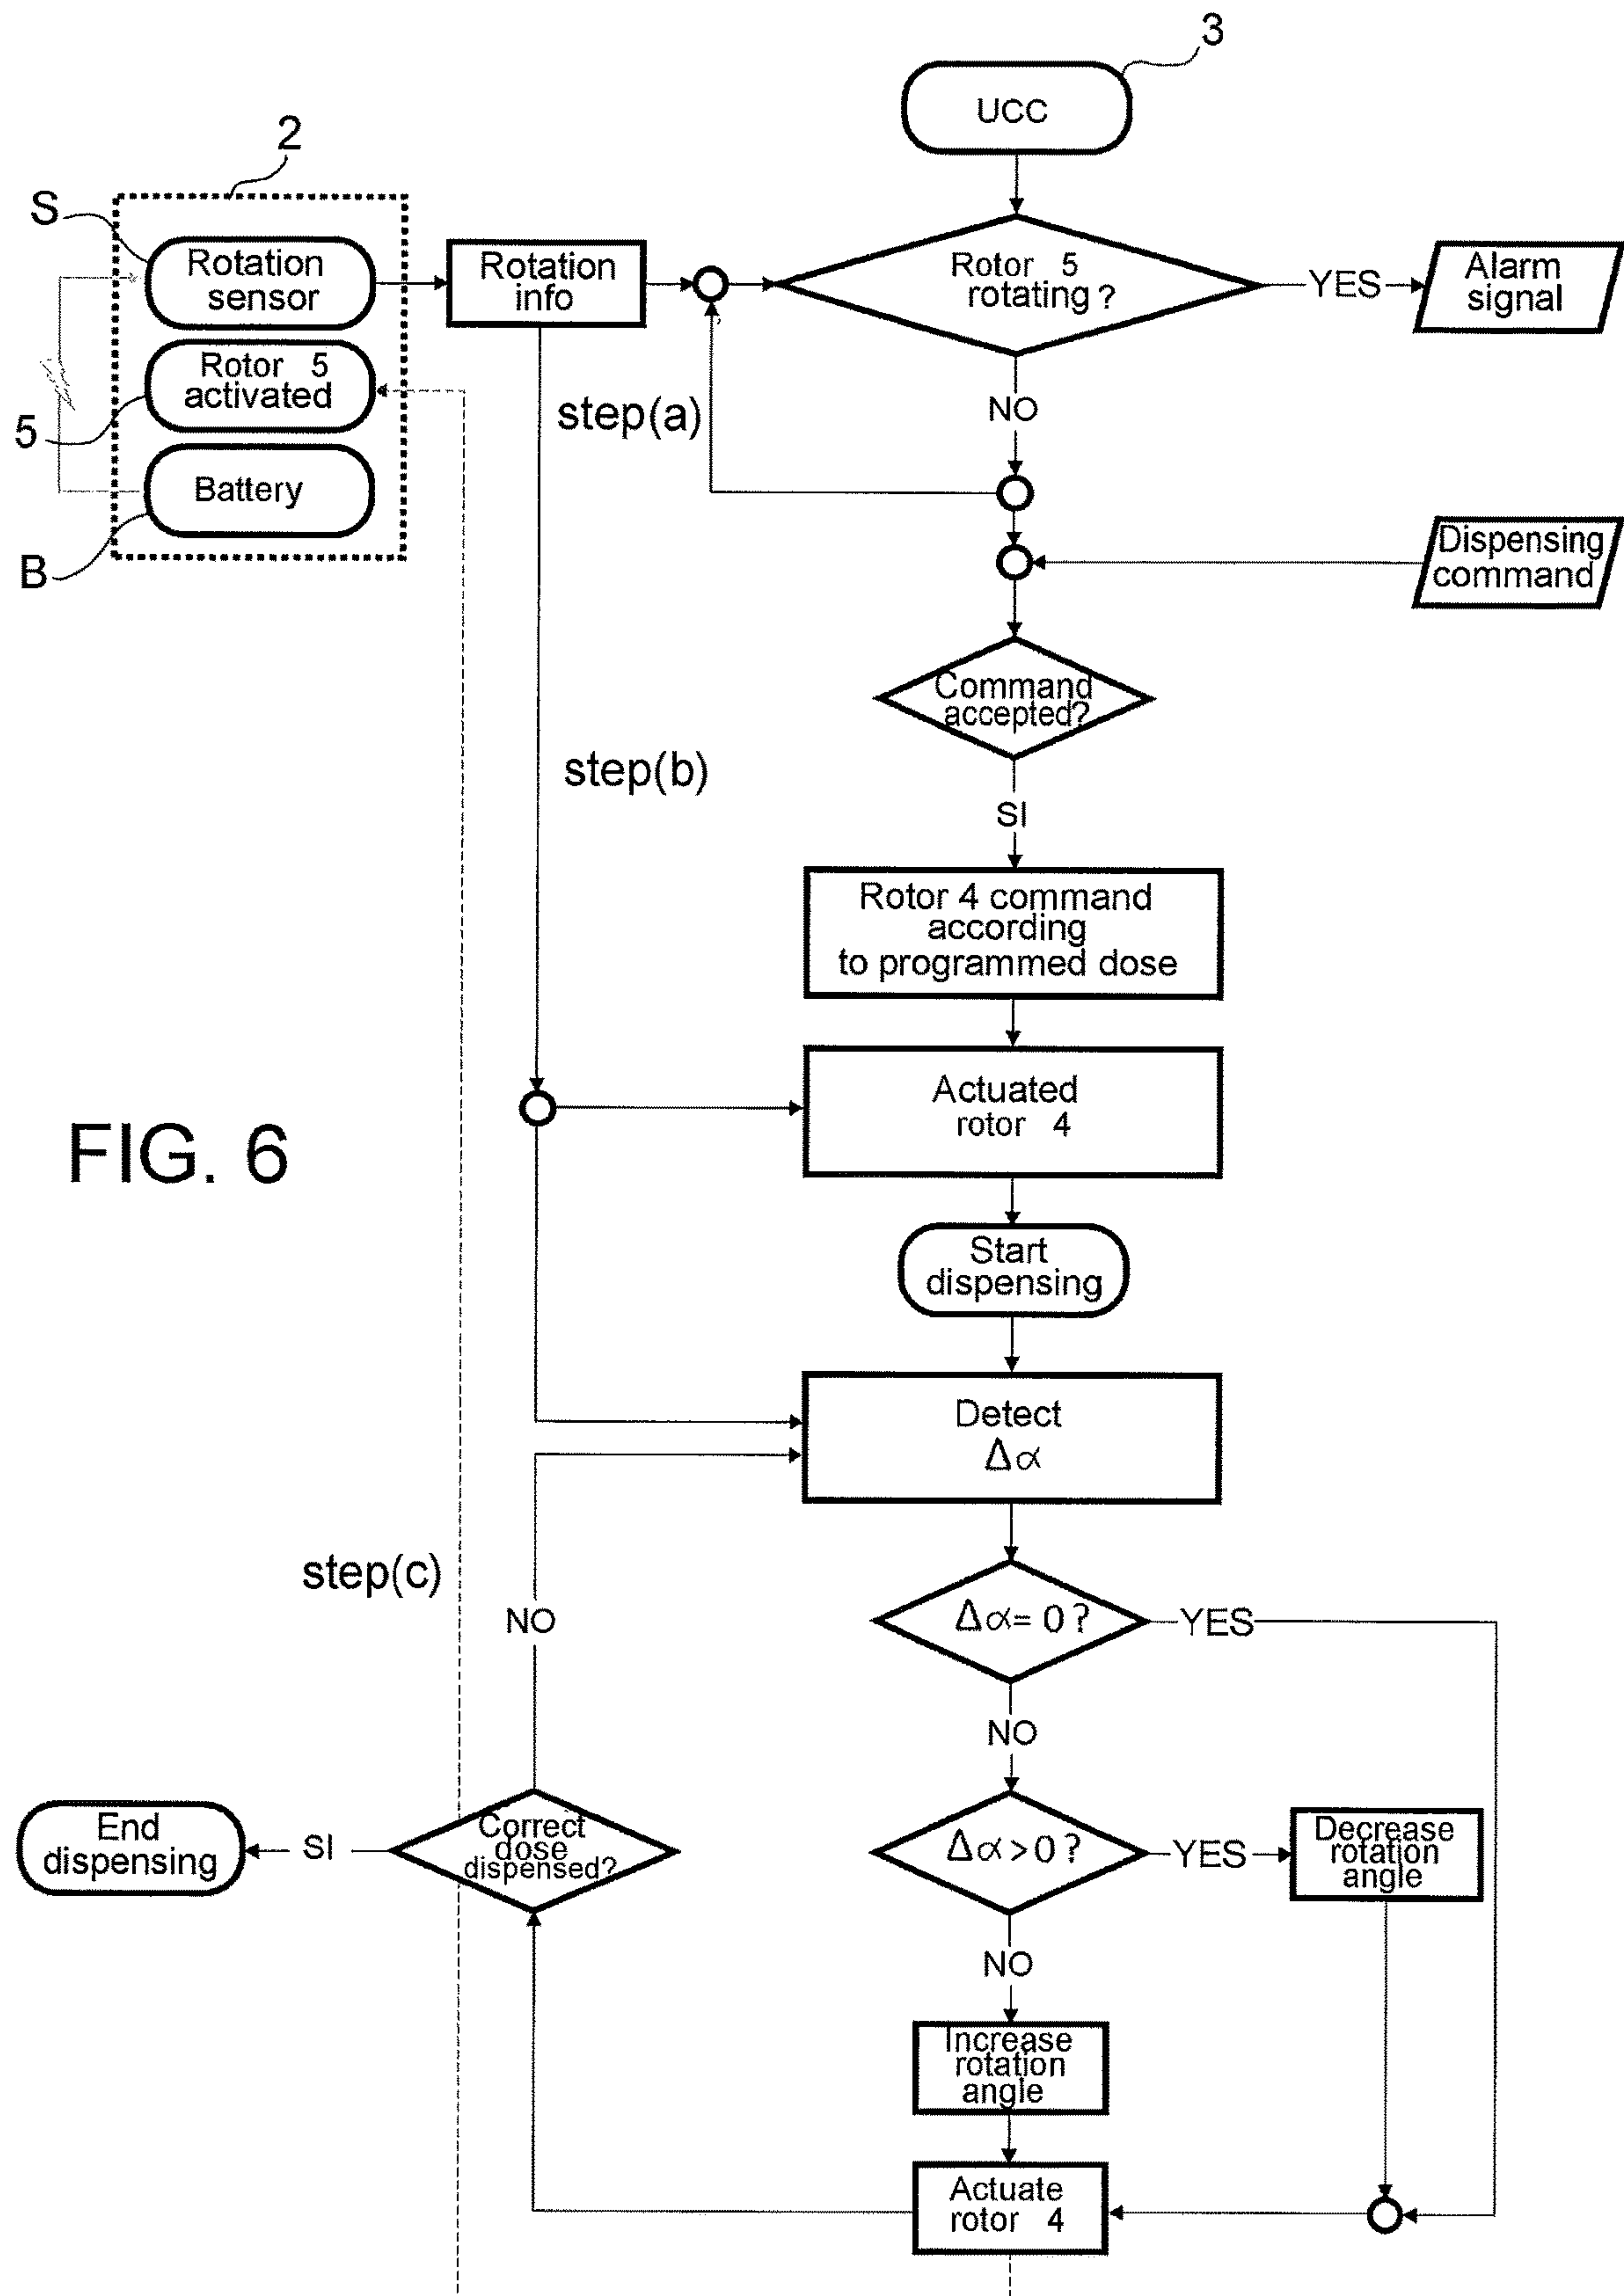 3
UCC
2
S
Rotation
sensor
Rotation
info
Rotor 5
rotating ?
YES
Alarm
signal
Rotor 5
activated
5
step(a)
NO
Battery
B
Dispensing
command
Command
accepted?
step(b)
SI
Rotor 4 command
according
to programmed dose
Actuated
rotor 4
FIG. 6
Start
dispensing
Detect
Δα
step(c)
NO
Δα= 0 ?
YES
NO
End
dispensing
SI
Correct
dose
dispensed?
Δα > 0 ?
YES
Decrease
rotation
angle
NO
Increase
rotation
angle
Actuate
rotor 4